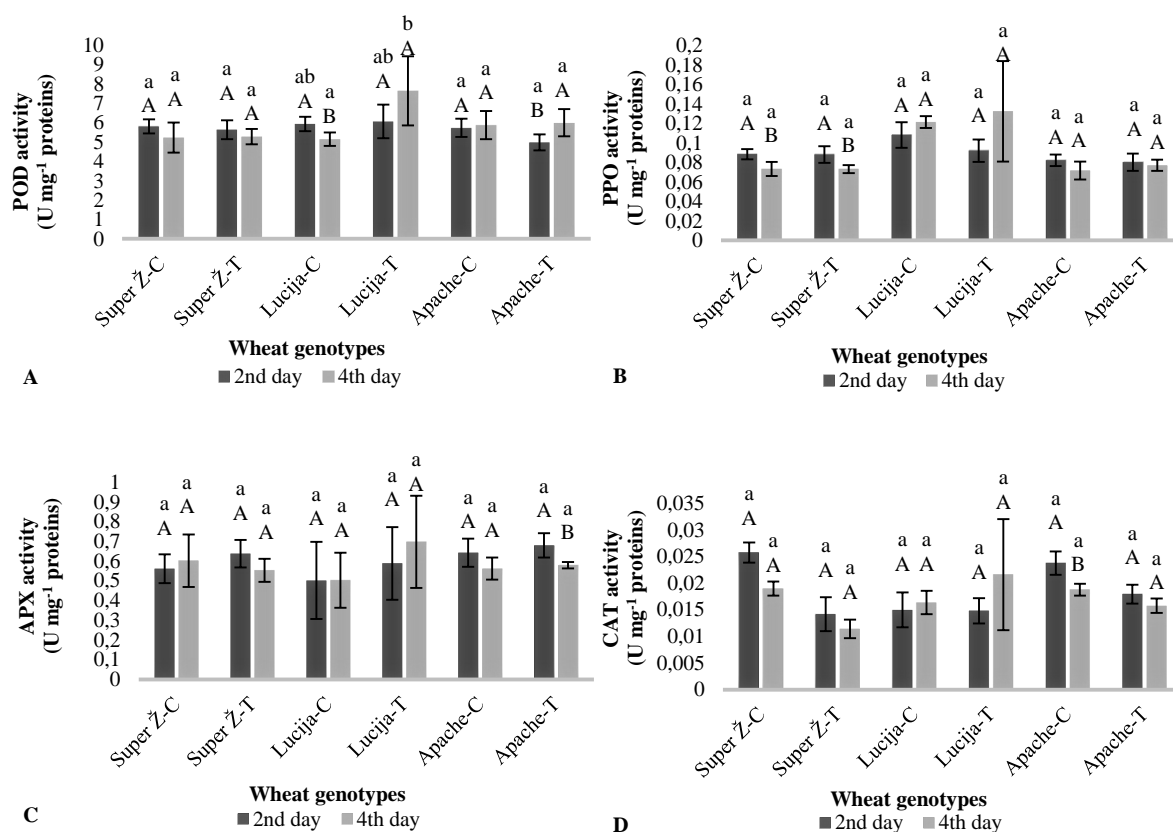 POD activity
(U mg⁻¹ proteins)
10
9
8
7
6
5
4
3
2
1
0
a
A
a
A
a
A
a
A
ab
A
a
B
ab
A
b
A
a
A
a
A
a
B
a
A
Super Ž-C
Super Ž-T
Lucija-C
Lucija-T
Apache-C
Apache-T
Wheat genotypes
2nd day
4th day
A
PPO activity
(U mg⁻¹ proteins)
0,2
0,18
0,16
0,14
0,12
0,1
0,08
0,06
0,04
0,02
0
a
A
a
B
a
A
a
B
a
A
a
A
a
A
a
A
a
A
a
A
a
A
a
A
Super Ž-C
Super Ž-T
Lucija-C
Lucija-T
Apache-C
Apache-T
Wheat genotypes
2nd day
4th day
B
APX activity
(U mg⁻¹ proteins)
1
0,9
0,8
0,7
0,6
0,5
0,4
0,3
0,2
0,1
0
a
A
a
A
a
A
a
A
a
A
a
A
a
A
a
A
a
A
a
A
a
A
a
B
Super Ž-C
Super Ž-T
Lucija-C
Lucija-T
Apache-C
Apache-T
Wheat genotypes
2nd day
4th day
C
CAT activity
(U mg⁻¹ proteins)
0,035
0,03
0,025
0,02
0,015
0,01
0,005
0
a
A
a
A
a
A
a
A
a
A
a
A
a
A
a
A
a
A
a
B
a
A
a
A
Super Ž-C
Super Ž-T
Lucija-C
Lucija-T
Apache-C
Apache-T
Wheat genotypes
2nd day
4th day
D